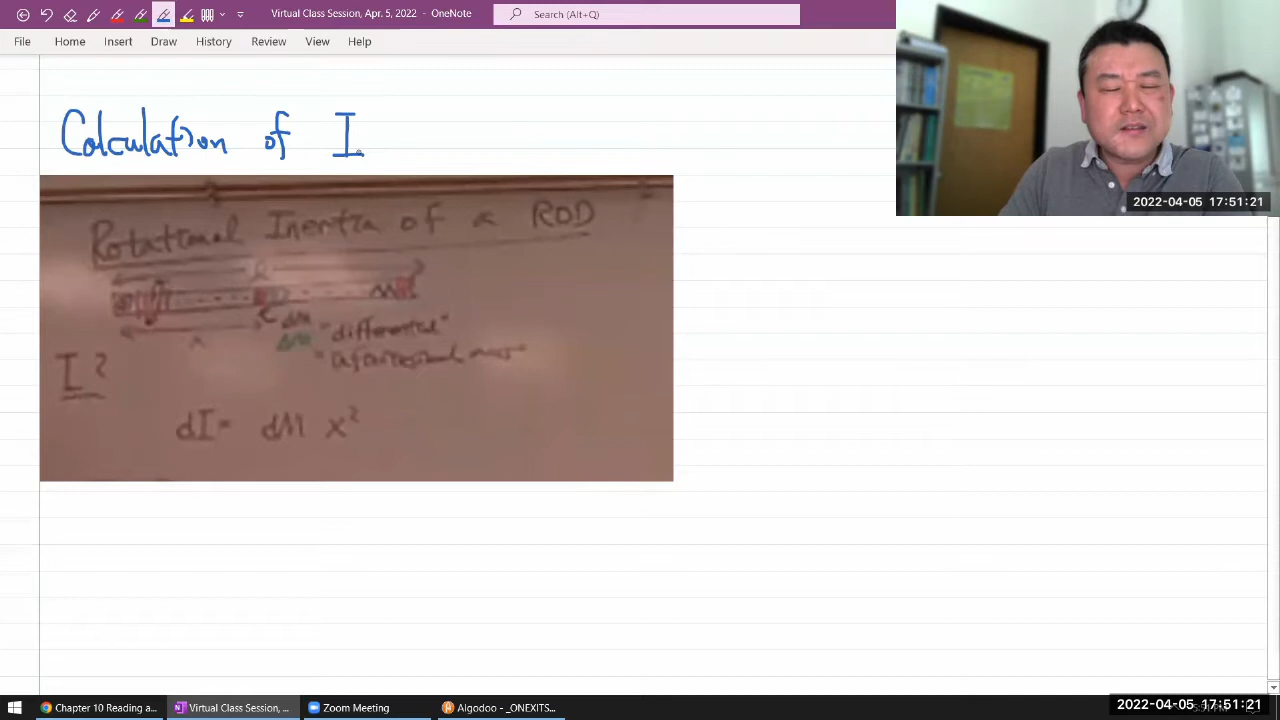 Virtual Class Session, Apr. 5, 2022 - OneNote
Search (Alt+Q)
File Home Insert Draw History Review View Help
2022-04-05 17:51:21
Calculation of I
Rotational Inertia of a ROD
l
M
dM
x
"difference"
I?
dI = dM x²
Chapter 10 Reading a...
Virtual Class Session, ...
Zoom Meeting
Algodoo - _ONEXITS...
2022-04-05 17:51:21